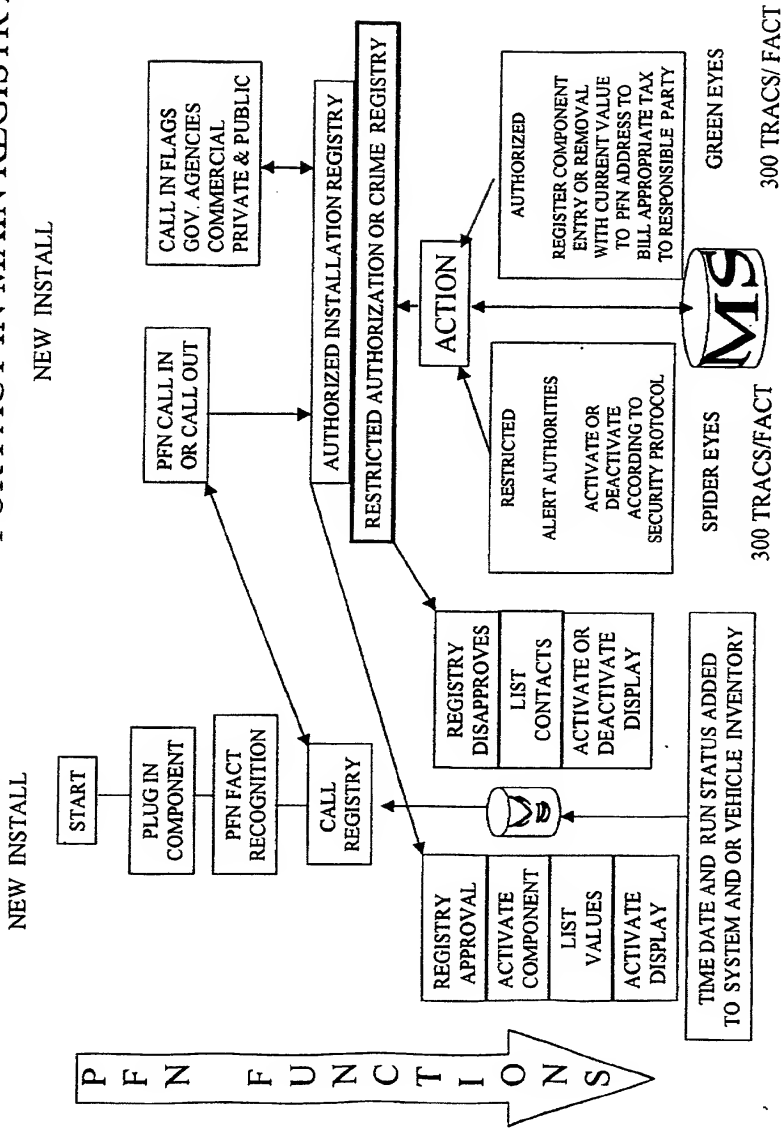 FOR FACT IN MAIN REGISTRY
NEW INSTALL
NEW INSTALL
PFN FUNCTIONS
START
PLUG IN
COMPONENT
PFN FACT
RECOGNITION
CALL
REGISTRY
PFN CALL IN
OR CALL OUT
CALL IN FLAGS
GOV. AGENCIES
COMMERCIAL
PRIVATE & PUBLIC
AUTHORIZED INSTALLATION REGISTRY
RESTRICTED AUTHORIZATION OR CRIME REGISTRY
REGISTRY
APPROVAL
ACTIVATE
COMPONENT
LIST
VALUES
ACTIVATE
DISPLAY
REGISTRY
DISAPPROVES
LIST
CONTACTS
ACTIVATE OR
DEACTIVATE
DISPLAY
ACTION
RESTRICTED
ALERT AUTHORITIES
ACTIVATE OR
DEACTIVATE
ACCORDING TO
SECURITY PROTOCOL
AUTHORIZED
REGISTER COMPONENT
ENTRY OR REMOVAL
WITH CURRENT VALUE
TO PFN ADDRESS TO
BILL APPROPRIATE TAX
TO RESPONSIBLE PARTY
TIME DATE AND RUN STATUS ADDED
TO SYSTEM AND OR VEHICLE INVENTORY
SPIDER EYES
300 TRACS/FACT
MS
GREEN EYES
300 TRACS/ FACT